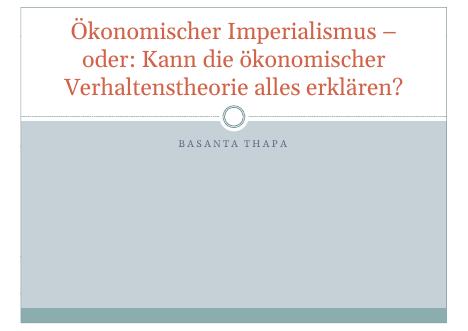 Ökonomischer Imperialismus –
oder: Kann die ökonomischer
Verhaltenstheorie alles erklären?
BASANTA THAPA